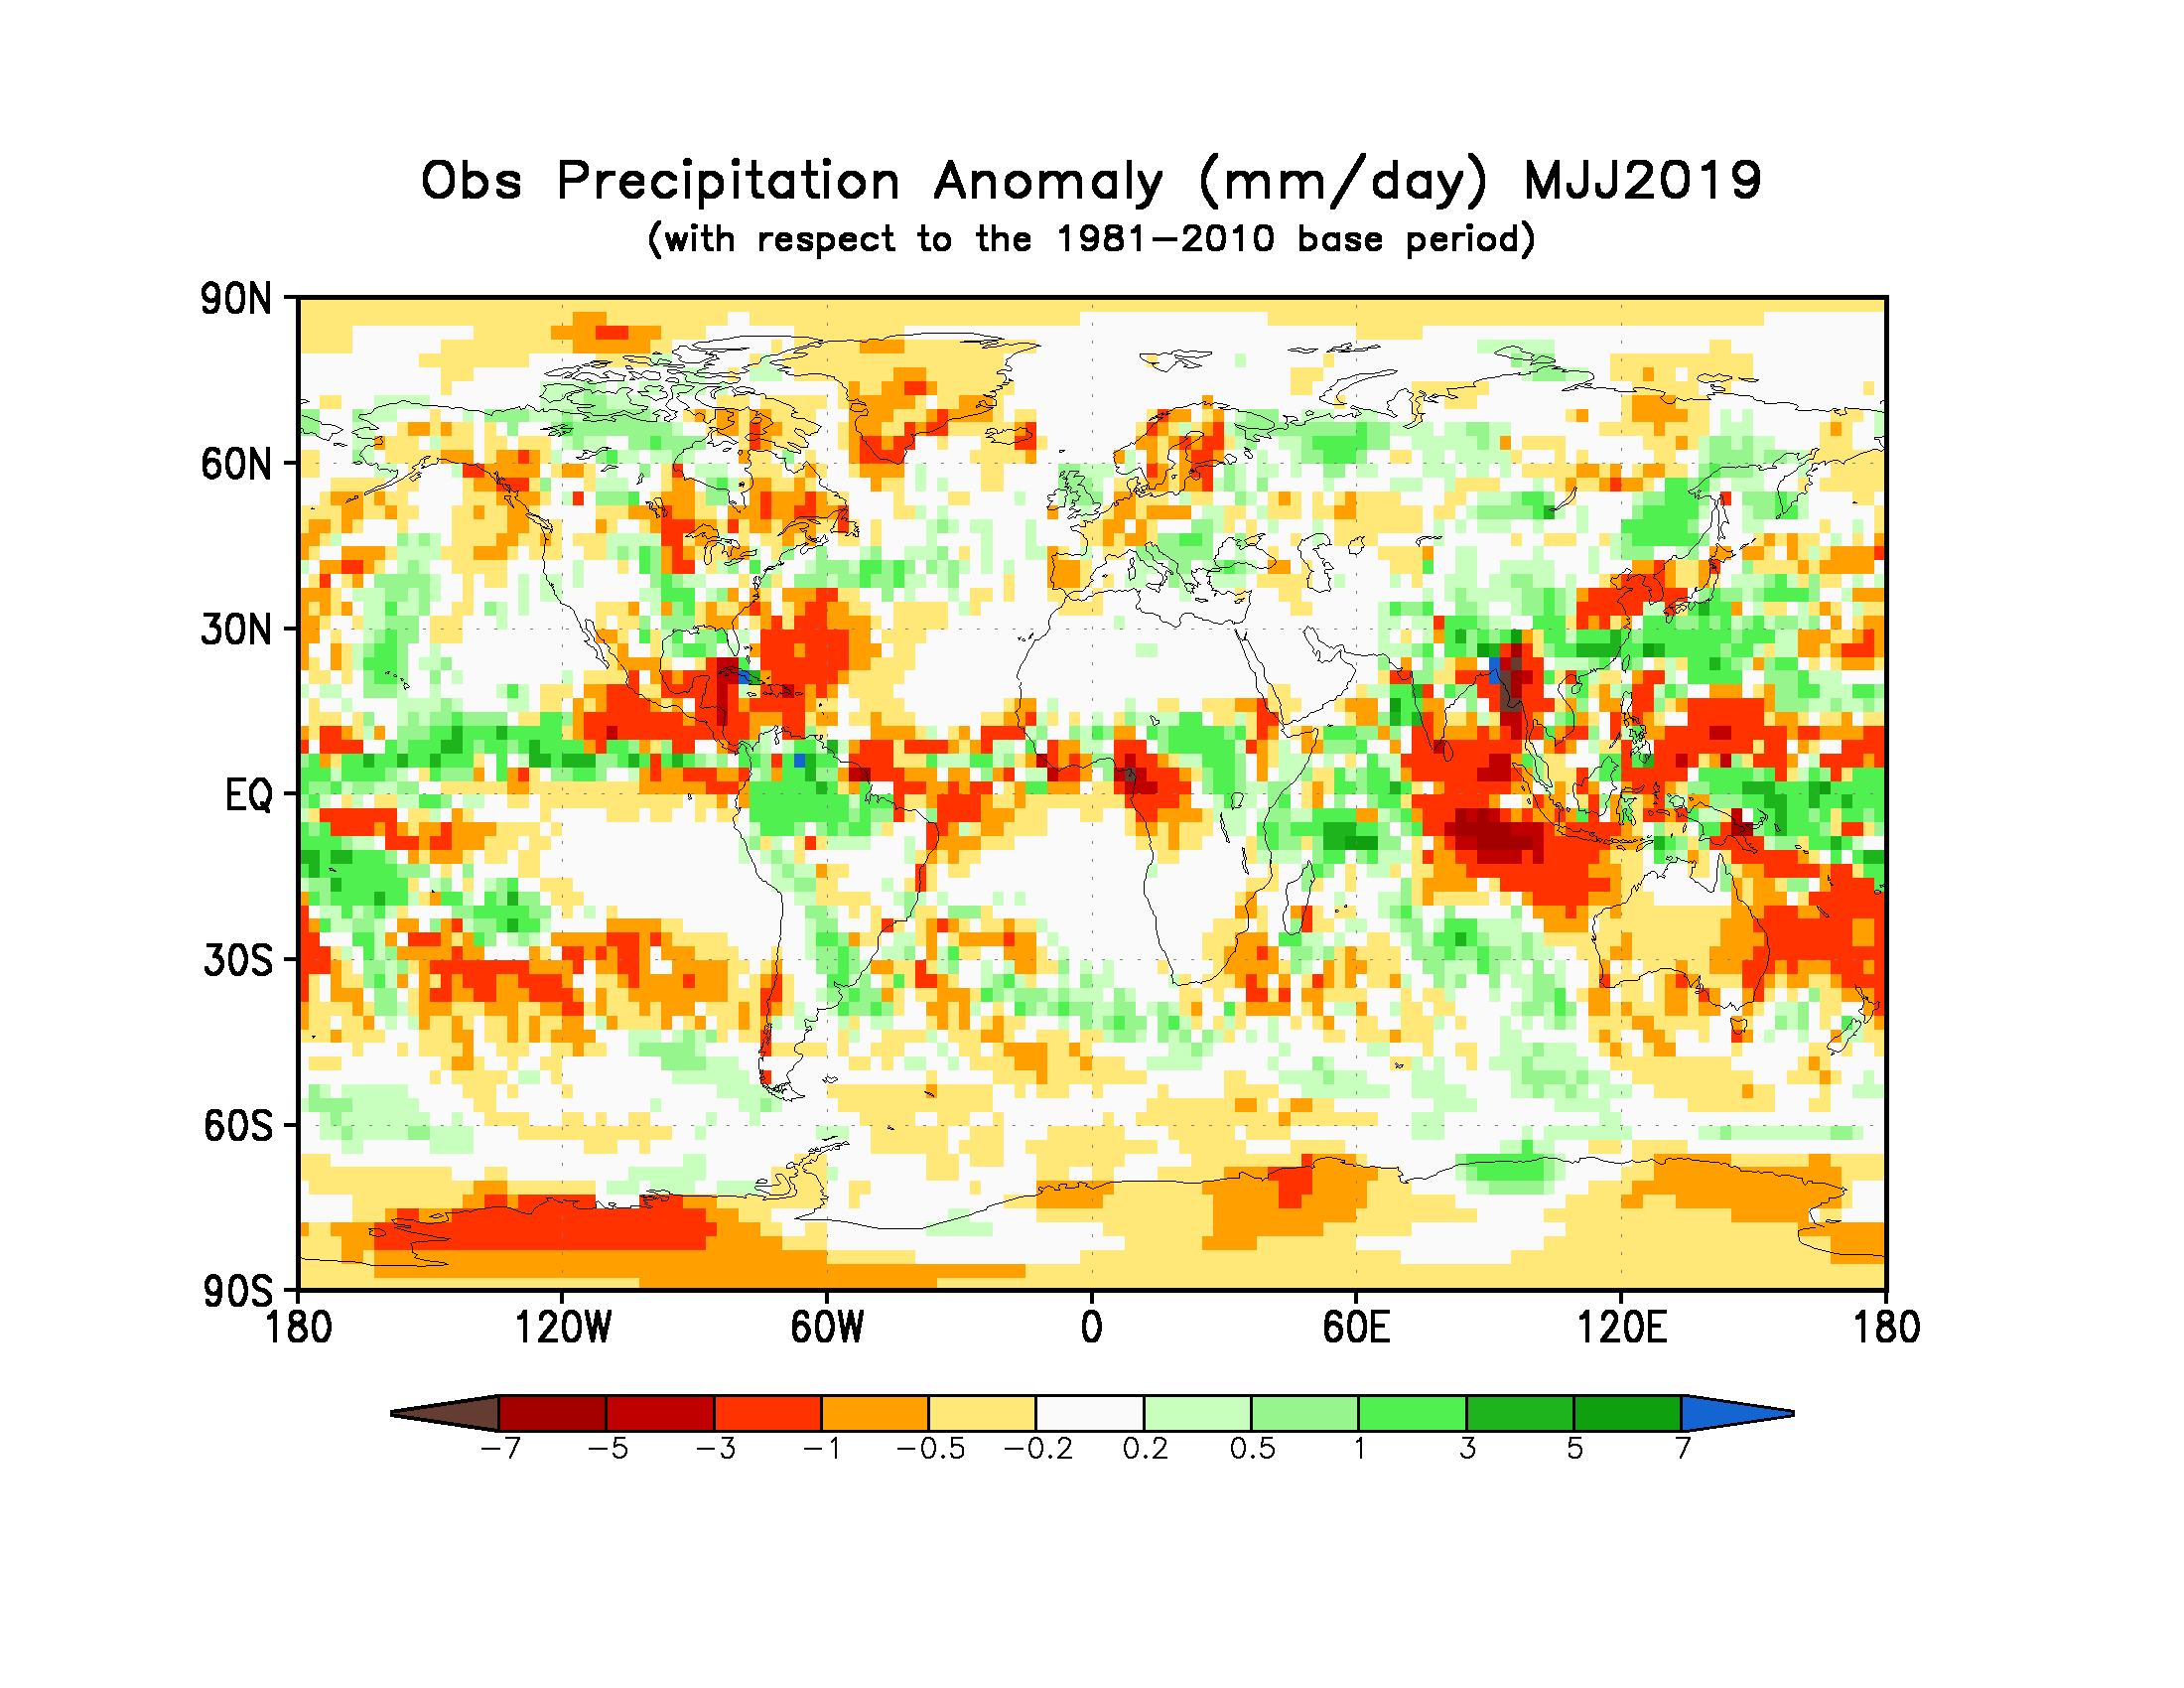 Obs Precipitation Anomaly (mm/day) MJJ2019
(with respect to the 1981-2010 base period)
90N
60N
30N
EQ
30S
60S
90S
180 120W 60W 0 60E 120E 180
-7 -5 -3 -1 -0.5 -0.2 0.2 0.5 1 3 5 7